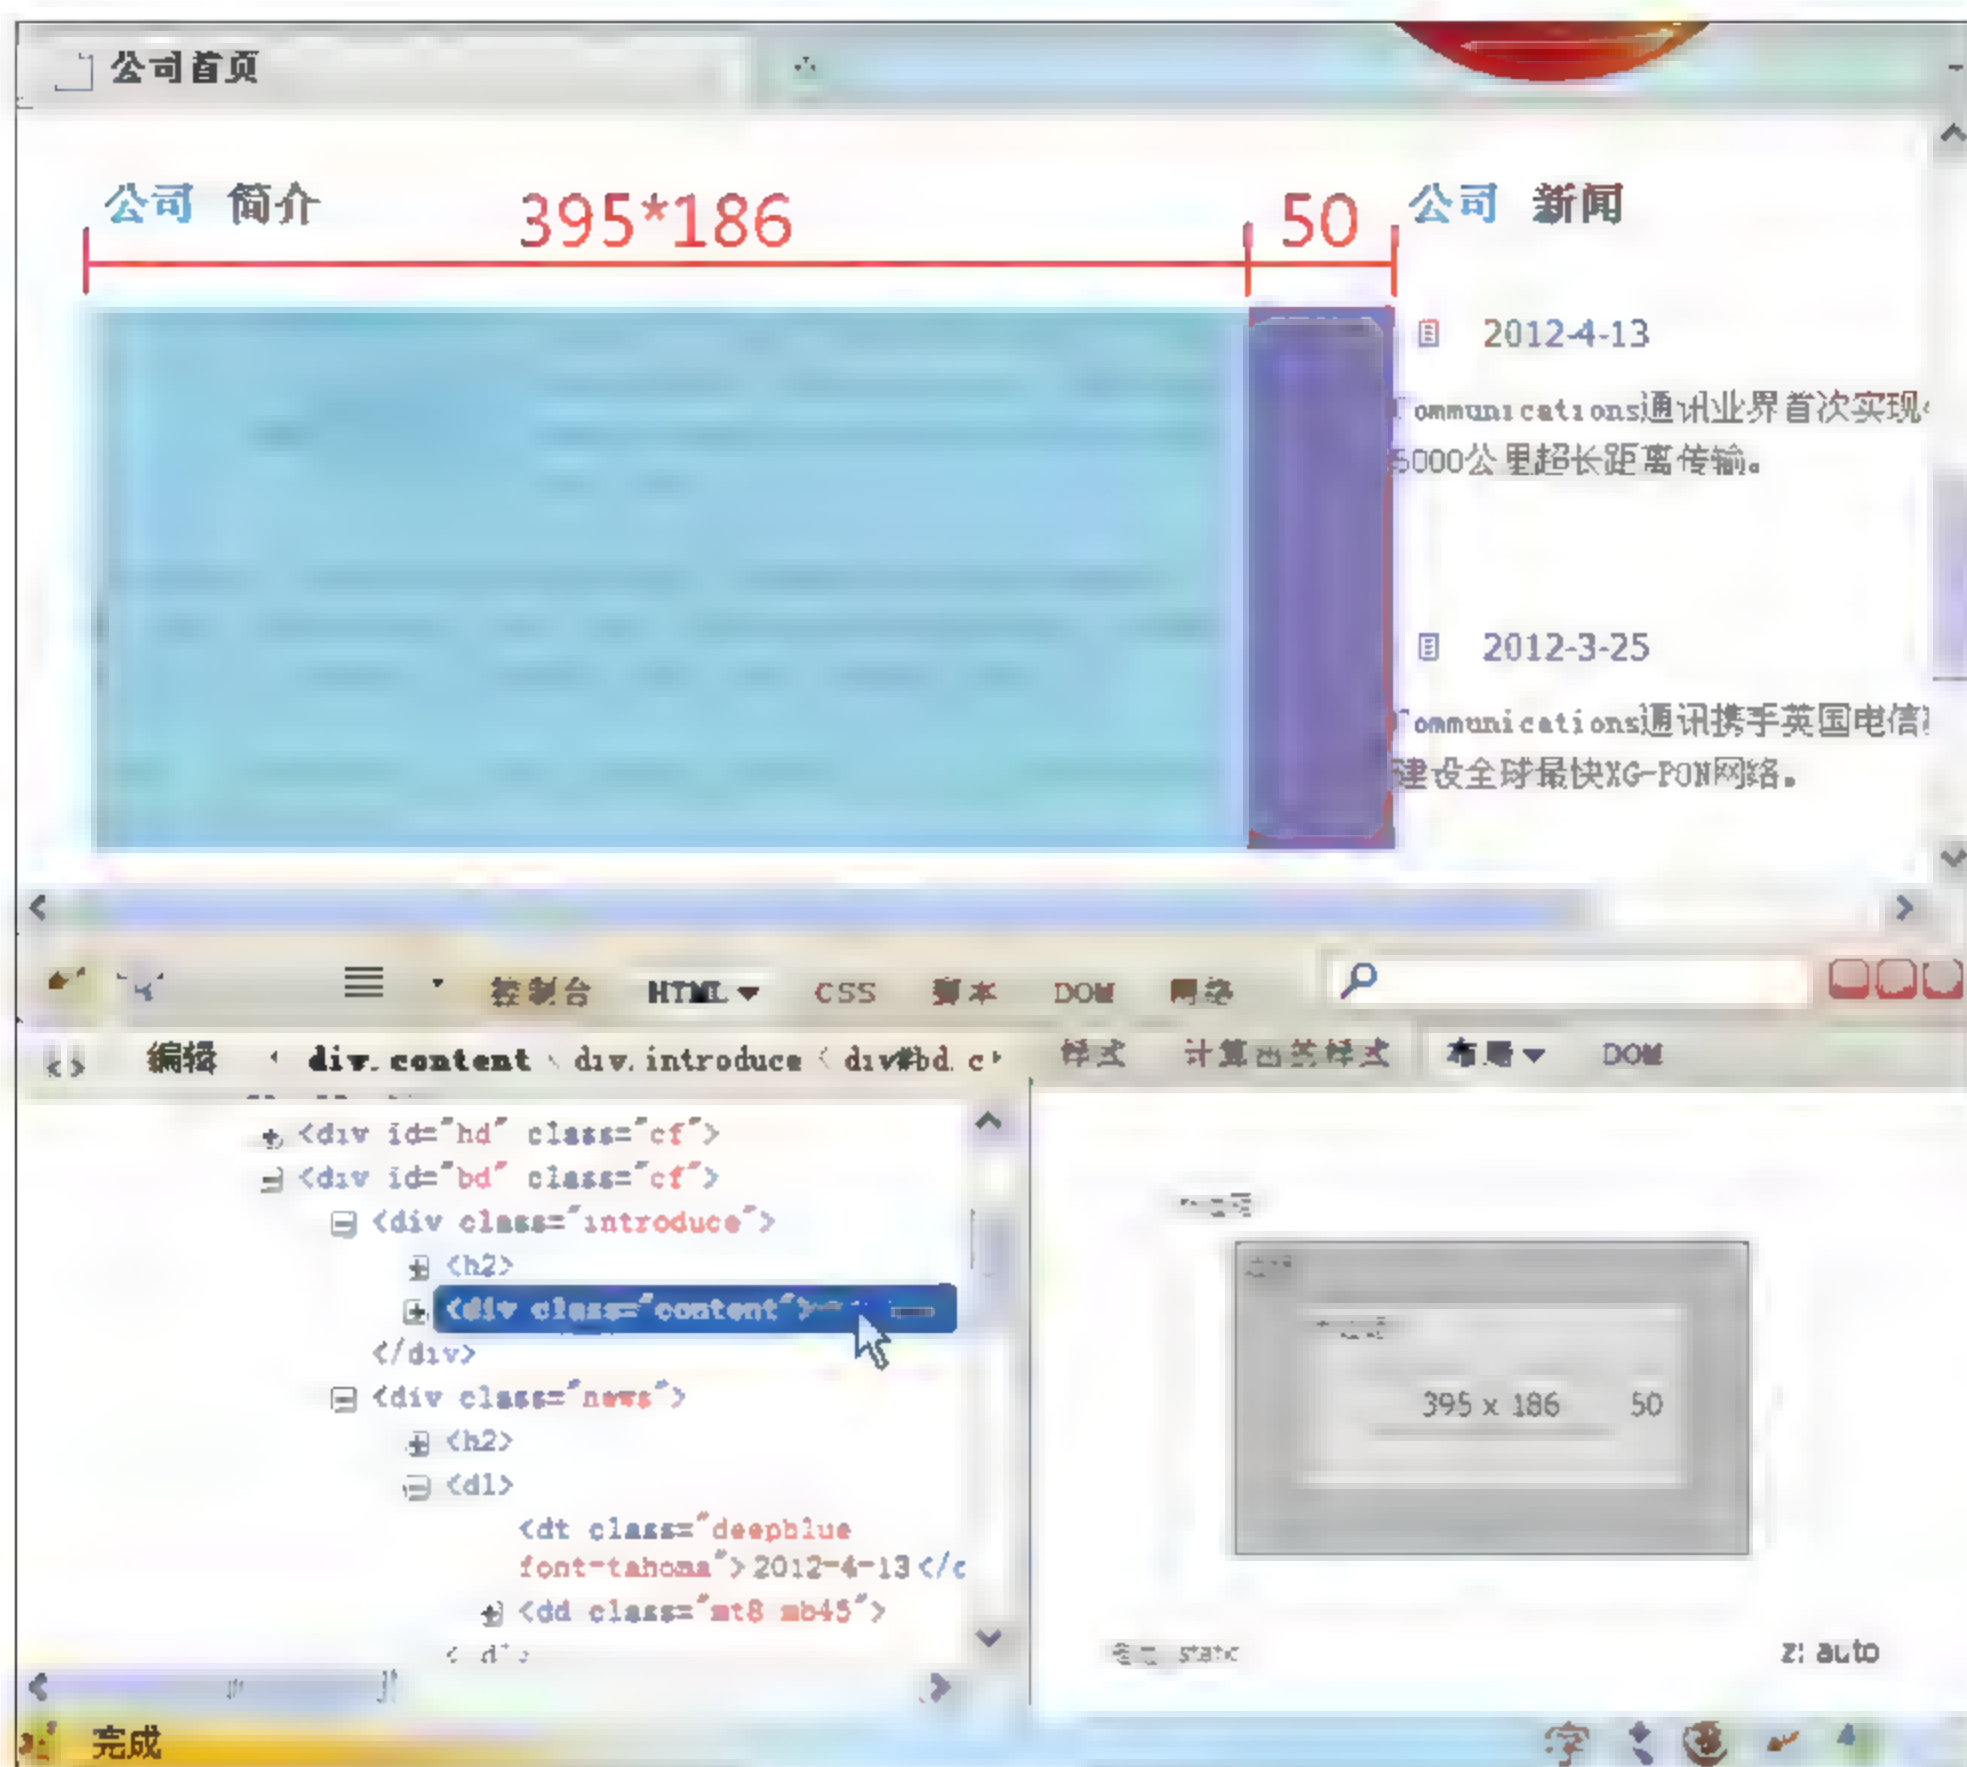 公司首页
公司 简介
395*186
50
公司 新闻
2012-4-13
ommunications通讯业界首次实现
5000公里超长距离传输。
2012-3-25
ommunications通讯携手英国电信
建设全球最快XG-PON网络。
控制台 HTML CSS 脚本 DOM 网络
编辑 div.content < div.introduce < div#bd.c
样式 计算出的样式 布局 DOM
<div id="hd" class="cf">
<div id="bd" class="cf">
<div class="introduce">
<h2>
<div class="content">
</div>
<div class="news">
<h2>
<dl>
<dt class="deepblue
font-tahoma">2012-4-13</
<dd class="mt8 mb45">
395 x 186 50
static
z: auto
完成